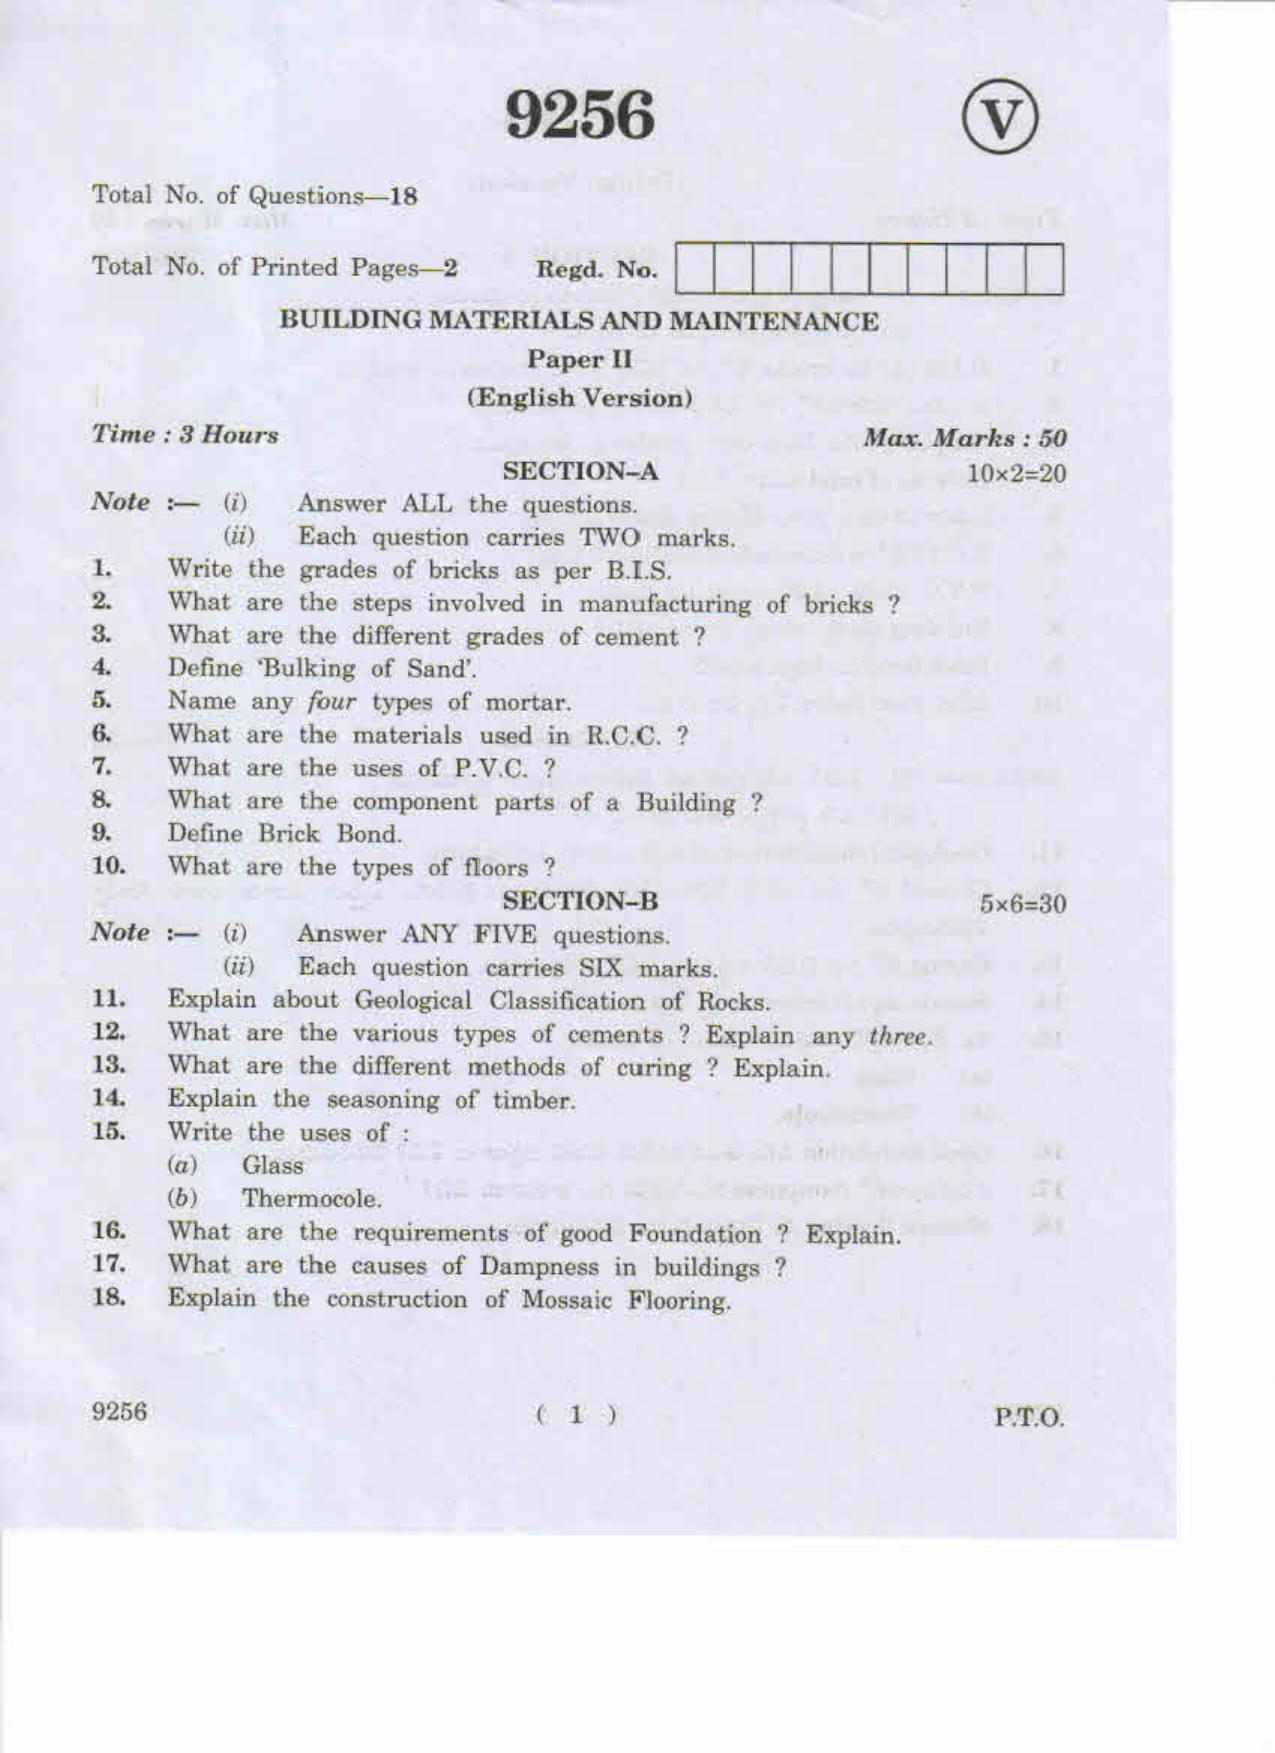 9256
V
Total No. of Questions—18
Total No. of Printed Pages—2 Regd. No.
BUILDING MATERIALS AND MAINTENANCE
Paper II
(English Version)
Time : 3 Hours Max. Marks : 50
SECTION–A 10×2=20
Note :— (i) Answer ALL the questions.
(ii) Each question carries TWO marks.
1. Write the grades of bricks as per B.I.S.
2. What are the steps involved in manufacturing of bricks ?
3. What are the different grades of cement ?
4. Define ‘Bulking of Sand’.
5. Name any four types of mortar.
6. What are the materials used in R.C.C. ?
7. What are the uses of P.V.C. ?
8. What are the component parts of a Building ?
9. Define Brick Bond.
10. What are the types of floors ?
SECTION–B 5×6=30
Note :— (i) Answer ANY FIVE questions.
(ii) Each question carries SIX marks.
11. Explain about Geological Classification of Rocks.
12. What are the various types of cements ? Explain any three.
13. What are the different methods of curing ? Explain.
14. Explain the seasoning of timber.
15. Write the uses of :
(a) Glass
(b) Thermocole.
16. What are the requirements of good Foundation ? Explain.
17. What are the causes of Dampness in buildings ?
18. Explain the construction of Mossaic Flooring.
9256 ( 1 ) P.T.O.